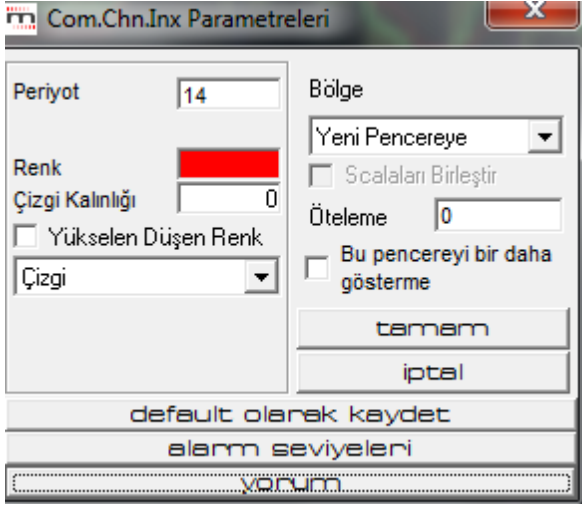 m Com.Chn.Inx Parametreleri
Periyot 14
Renk
Çizgi Kalınlığı 0
Yükselen Düşen Renk
Çizgi
Bölge
Yeni Pencereye
Scalaları Birleştir
Öteleme 0
Bu pencereyi bir daha
gösterme
tamam
iptal
default olarak kaydet
alarm seviyeleri
yorum